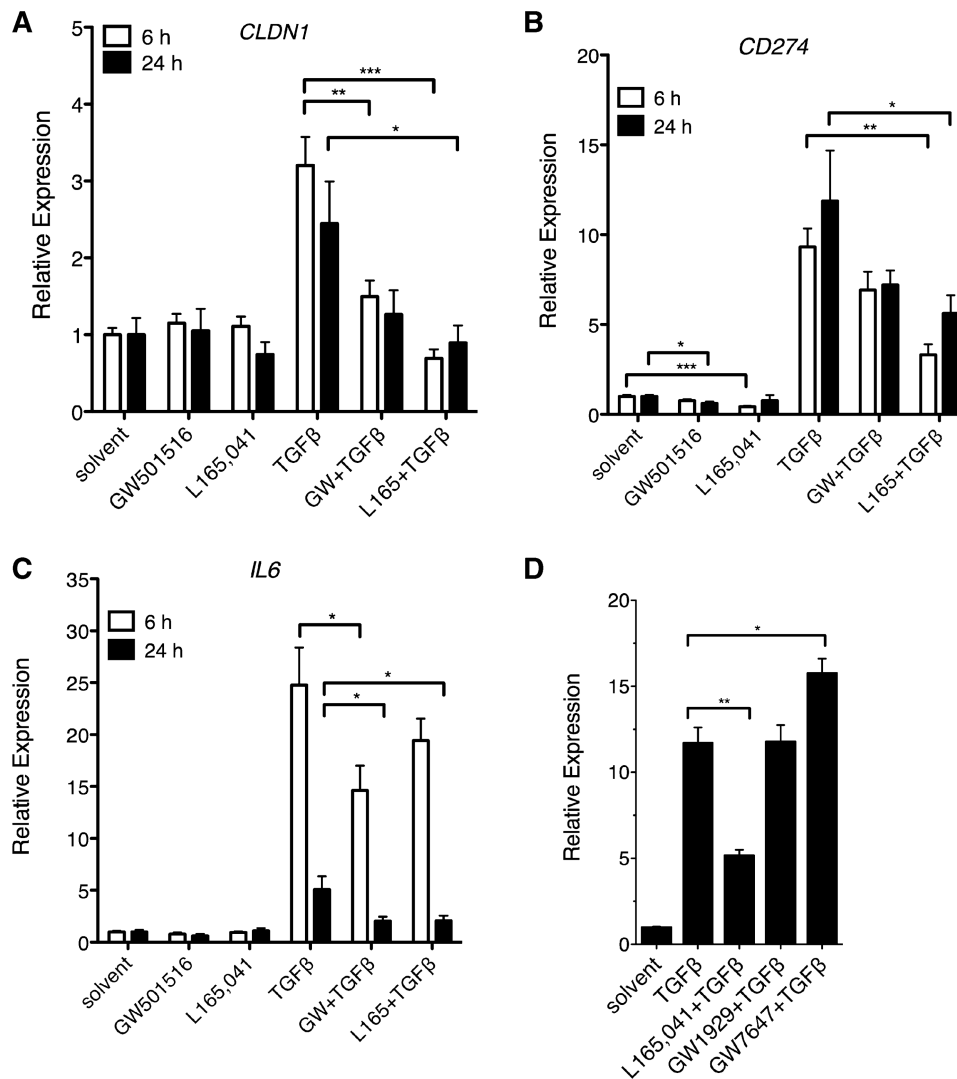 A
CLDN1
5
4
3
2
1
0
Relative Expression
6 h
24 h
***
**
*
solvent
GW501516
L165,041
TGFβ
GW+TGFβ
L165+TGFβ
B
CD274
20
15
10
5
0
Relative Expression
6 h
24 h
*
**
*
***
solvent
GW501516
L165,041
TGFβ
GW+TGFβ
L165+TGFβ
C
IL6
35
30
25
20
15
10
5
0
Relative Expression
6 h
24 h
*
*
*
solvent
GW501516
L165,041
TGFβ
GW+TGFβ
L165+TGFβ
D
20
15
10
5
0
Relative Expression
*
**
solvent
TGFβ
L165,041+TGFβ
GW1929+TGFβ
GW7647+TGFβ